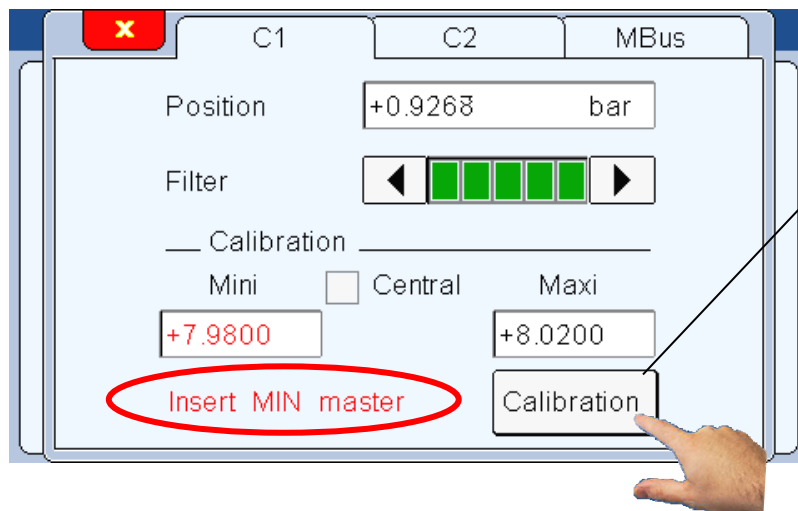 x C1 C2 MBus
Position +0.9268 bar
Filter
Calibration
Mini Central Maxi
+7.9800 +8.0200
Insert MIN master Calibration